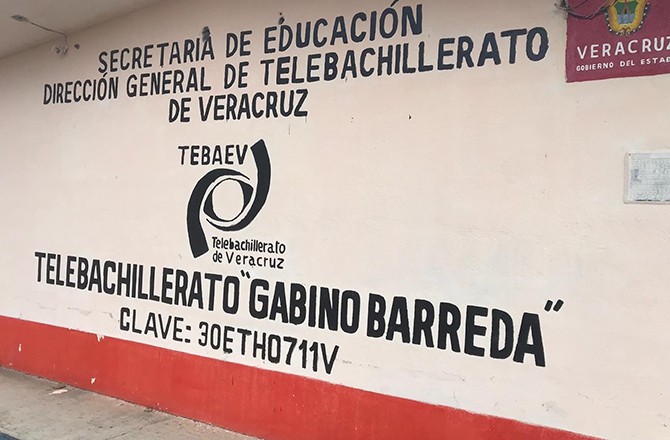 SECRETARIA DE EDUCACIÓN
DIRECCIÓN GENERAL DE TELEBACHILLERATO
DE VERACRUZ
VERACRUZ
GOBIERNO DEL ESTADO
TEBAEV
Telebachillerato
de Veracruz
TELEBACHILLERATO "GABINO BARREDA"
CLAVE: 30ETH0711V